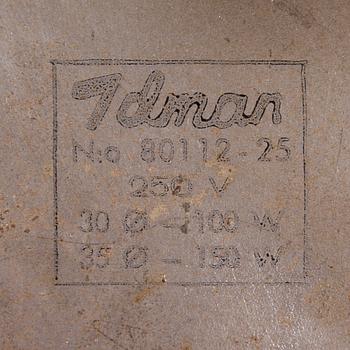 Idman
No 80112-25
250 V
30 Ø - 100 W
35 Ø - 150 W